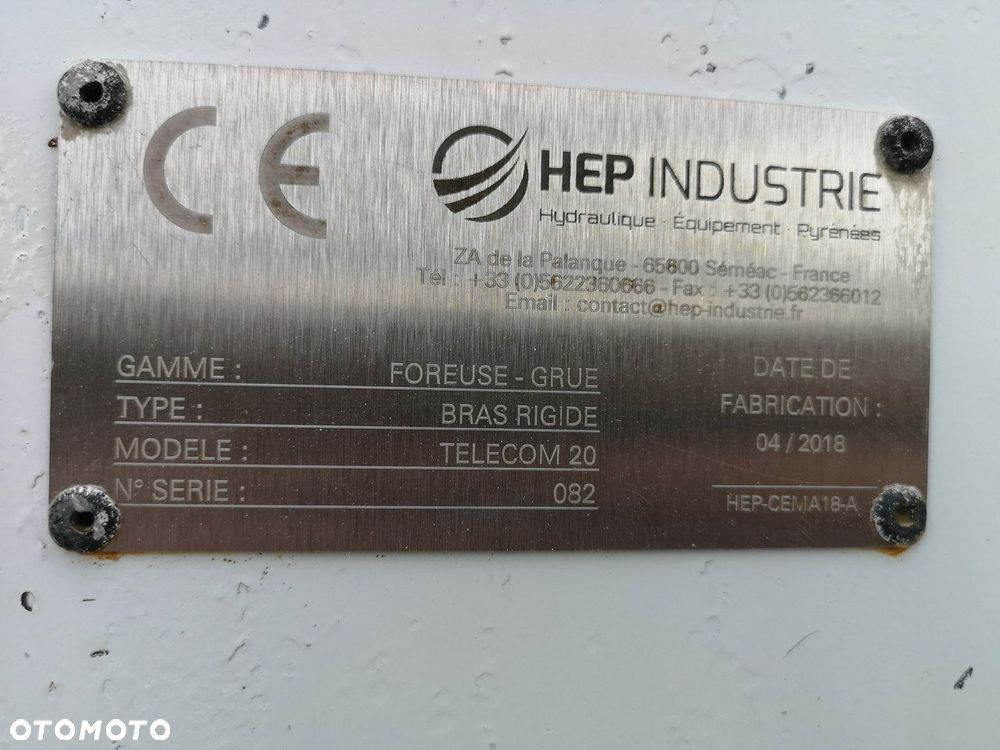 CE
HEP INDUSTRIE
Hydraulique · Équipement · Pyrénées
ZA de la Palanque - 65600 Sérnéac - France
Tél : +33 (0)5622360666 - Fax : +33 (0)562366012
Email : contact@hep-industrie.fr
GAMME : FOREUSE - GRUE
TYPE : BRAS RIGIDE
MODELE : TELECOM 20
N° SERIE : 082
DATE DE
FABRICATION :
04 / 2018
HEP-CEMA18-A
OTOMOTO